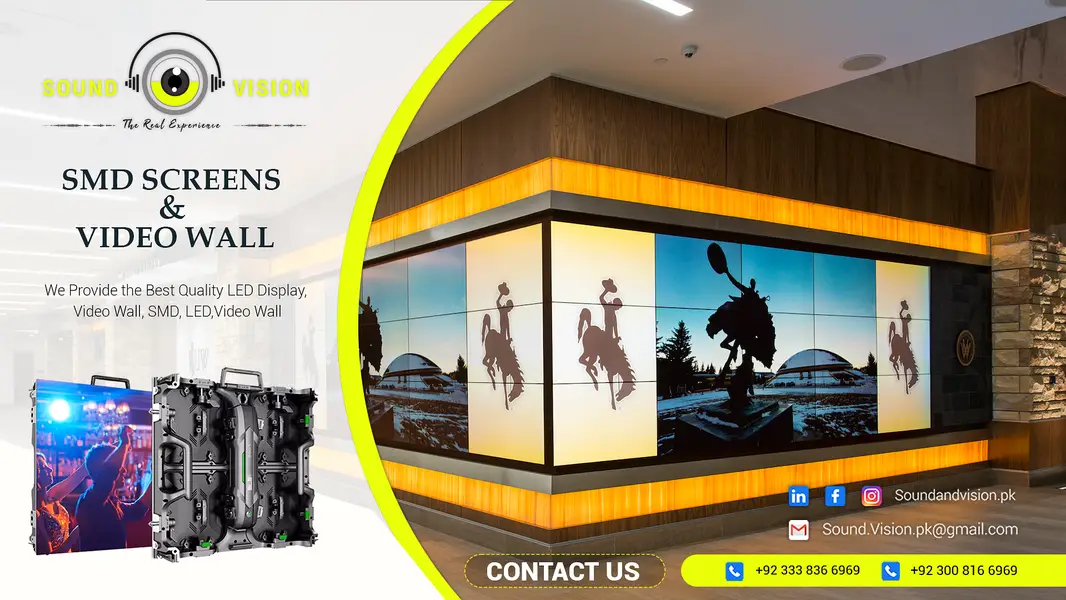 SOUND VISION
The Real Experience
SMD SCREENS
&
VIDEO WALL
We Provide the Best Quality LED Display,
Video Wall, SMD, LED,Video Wall
W
Soundandvision.pk
Sound.Vision.pk@gmail.com
CONTACT US
+92 333 836 6969
+92 300 816 6969